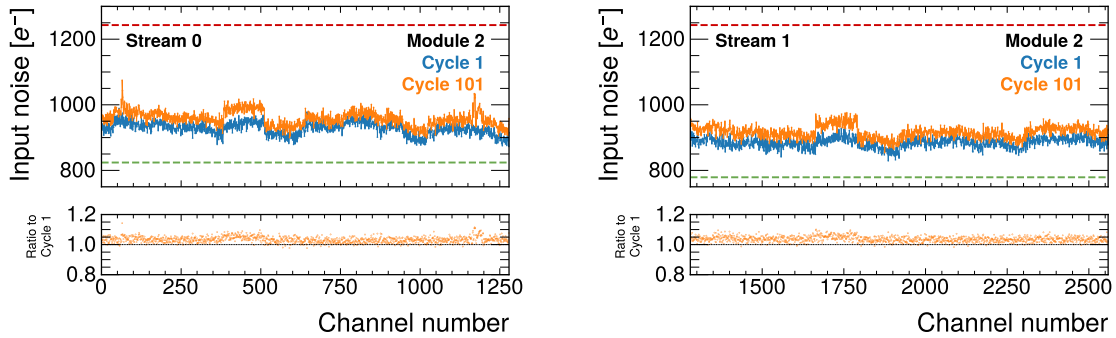 Input noise [e⁻]
1200
1000
800
Stream 0
Module 2
Cycle 1
Cycle 101
Ratio to
Cycle 1
1.2
1.0
0.8
0 250 500 750 1000 1250
Channel number
Input noise [e⁻]
1200
1000
800
Stream 1
Module 2
Cycle 1
Cycle 101
Ratio to
Cycle 1
1.2
1.0
0.8
1500 1750 2000 2250 2500
Channel number